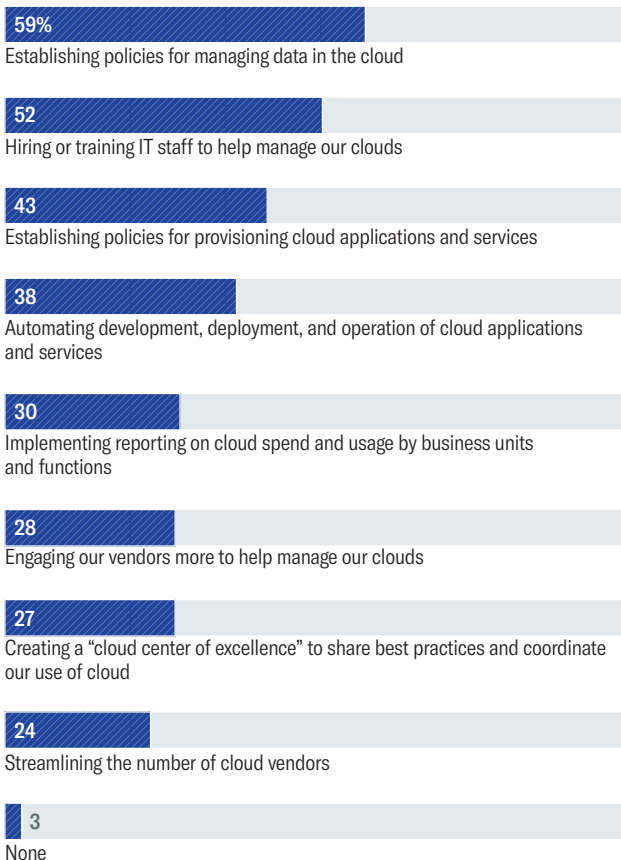 59%
Establishing policies for managing data in the cloud
52
Hiring or training IT staff to help manage our clouds
43
Establishing policies for provisioning cloud applications and services
38
Automating development, deployment, and operation of cloud applications
and services
30
Implementing reporting on cloud spend and usage by business units
and functions
28
Engaging our vendors more to help manage our clouds
27
Creating a “cloud center of excellence” to share best practices and coordinate
our use of cloud
24
Streamlining the number of cloud vendors
3
None